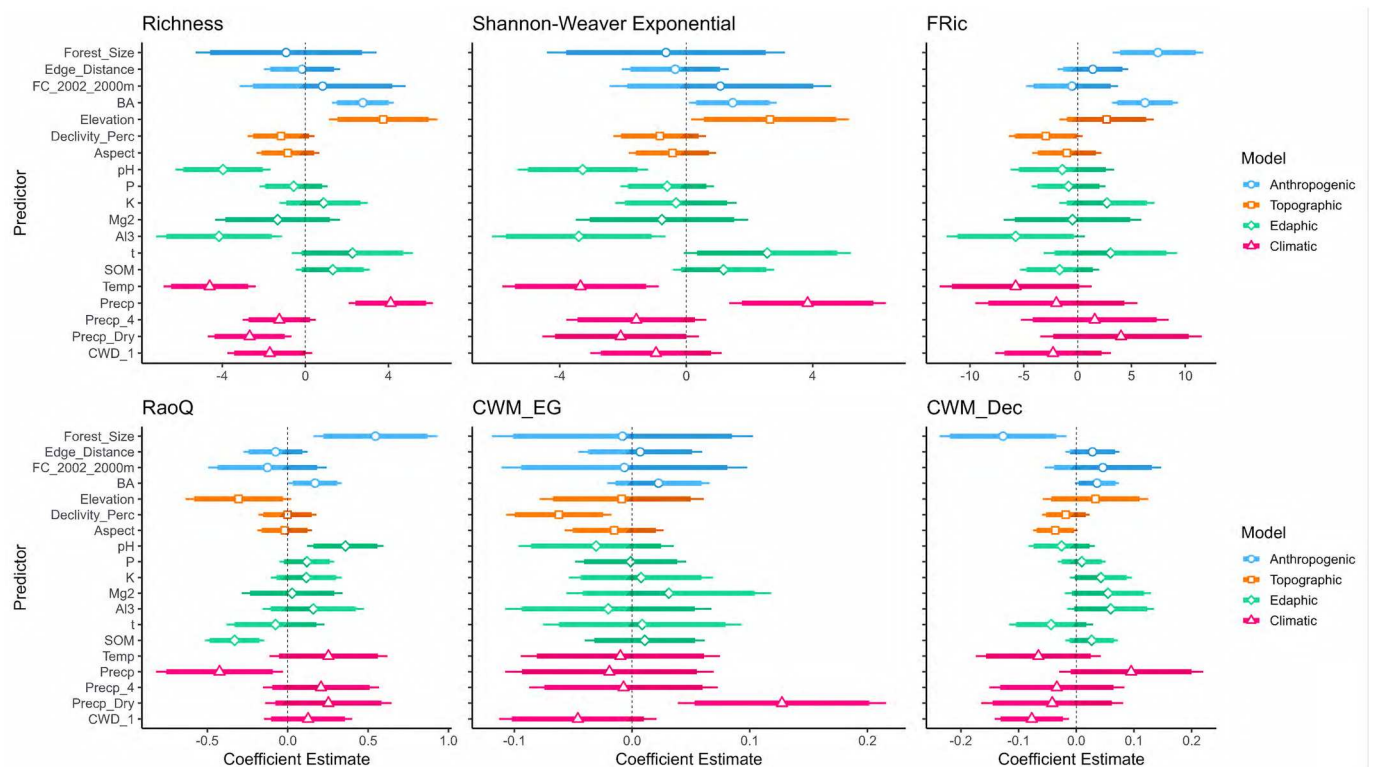 Richness
Shannon-Weaver Exponential
FRic
Predictor
Forest_Size
Edge_Distance
FC_2002_2000m
BA
Elevation
Declivity_Perc
Aspect
pH
P
K
Mg2
Al3
t
SOM
Temp
Precp
Precp_4
Precp_Dry
CWD_1
-4 0 4
-4 0 4
-10 -5 0 5 10
Model
Anthropogenic
Topographic
Edaphic
Climatic
RaoQ
CWM_EG
CWM_Dec
Predictor
Forest_Size
Edge_Distance
FC_2002_2000m
BA
Elevation
Declivity_Perc
Aspect
pH
P
K
Mg2
Al3
t
SOM
Temp
Precp
Precp_4
Precp_Dry
CWD_1
-0.5 0.0 0.5 1.0
-0.1 0.0 0.1 0.2
-0.2 -0.1 0.0 0.1 0.2
Coefficient Estimate
Coefficient Estimate
Coefficient Estimate
Model
Anthropogenic
Topographic
Edaphic
Climatic